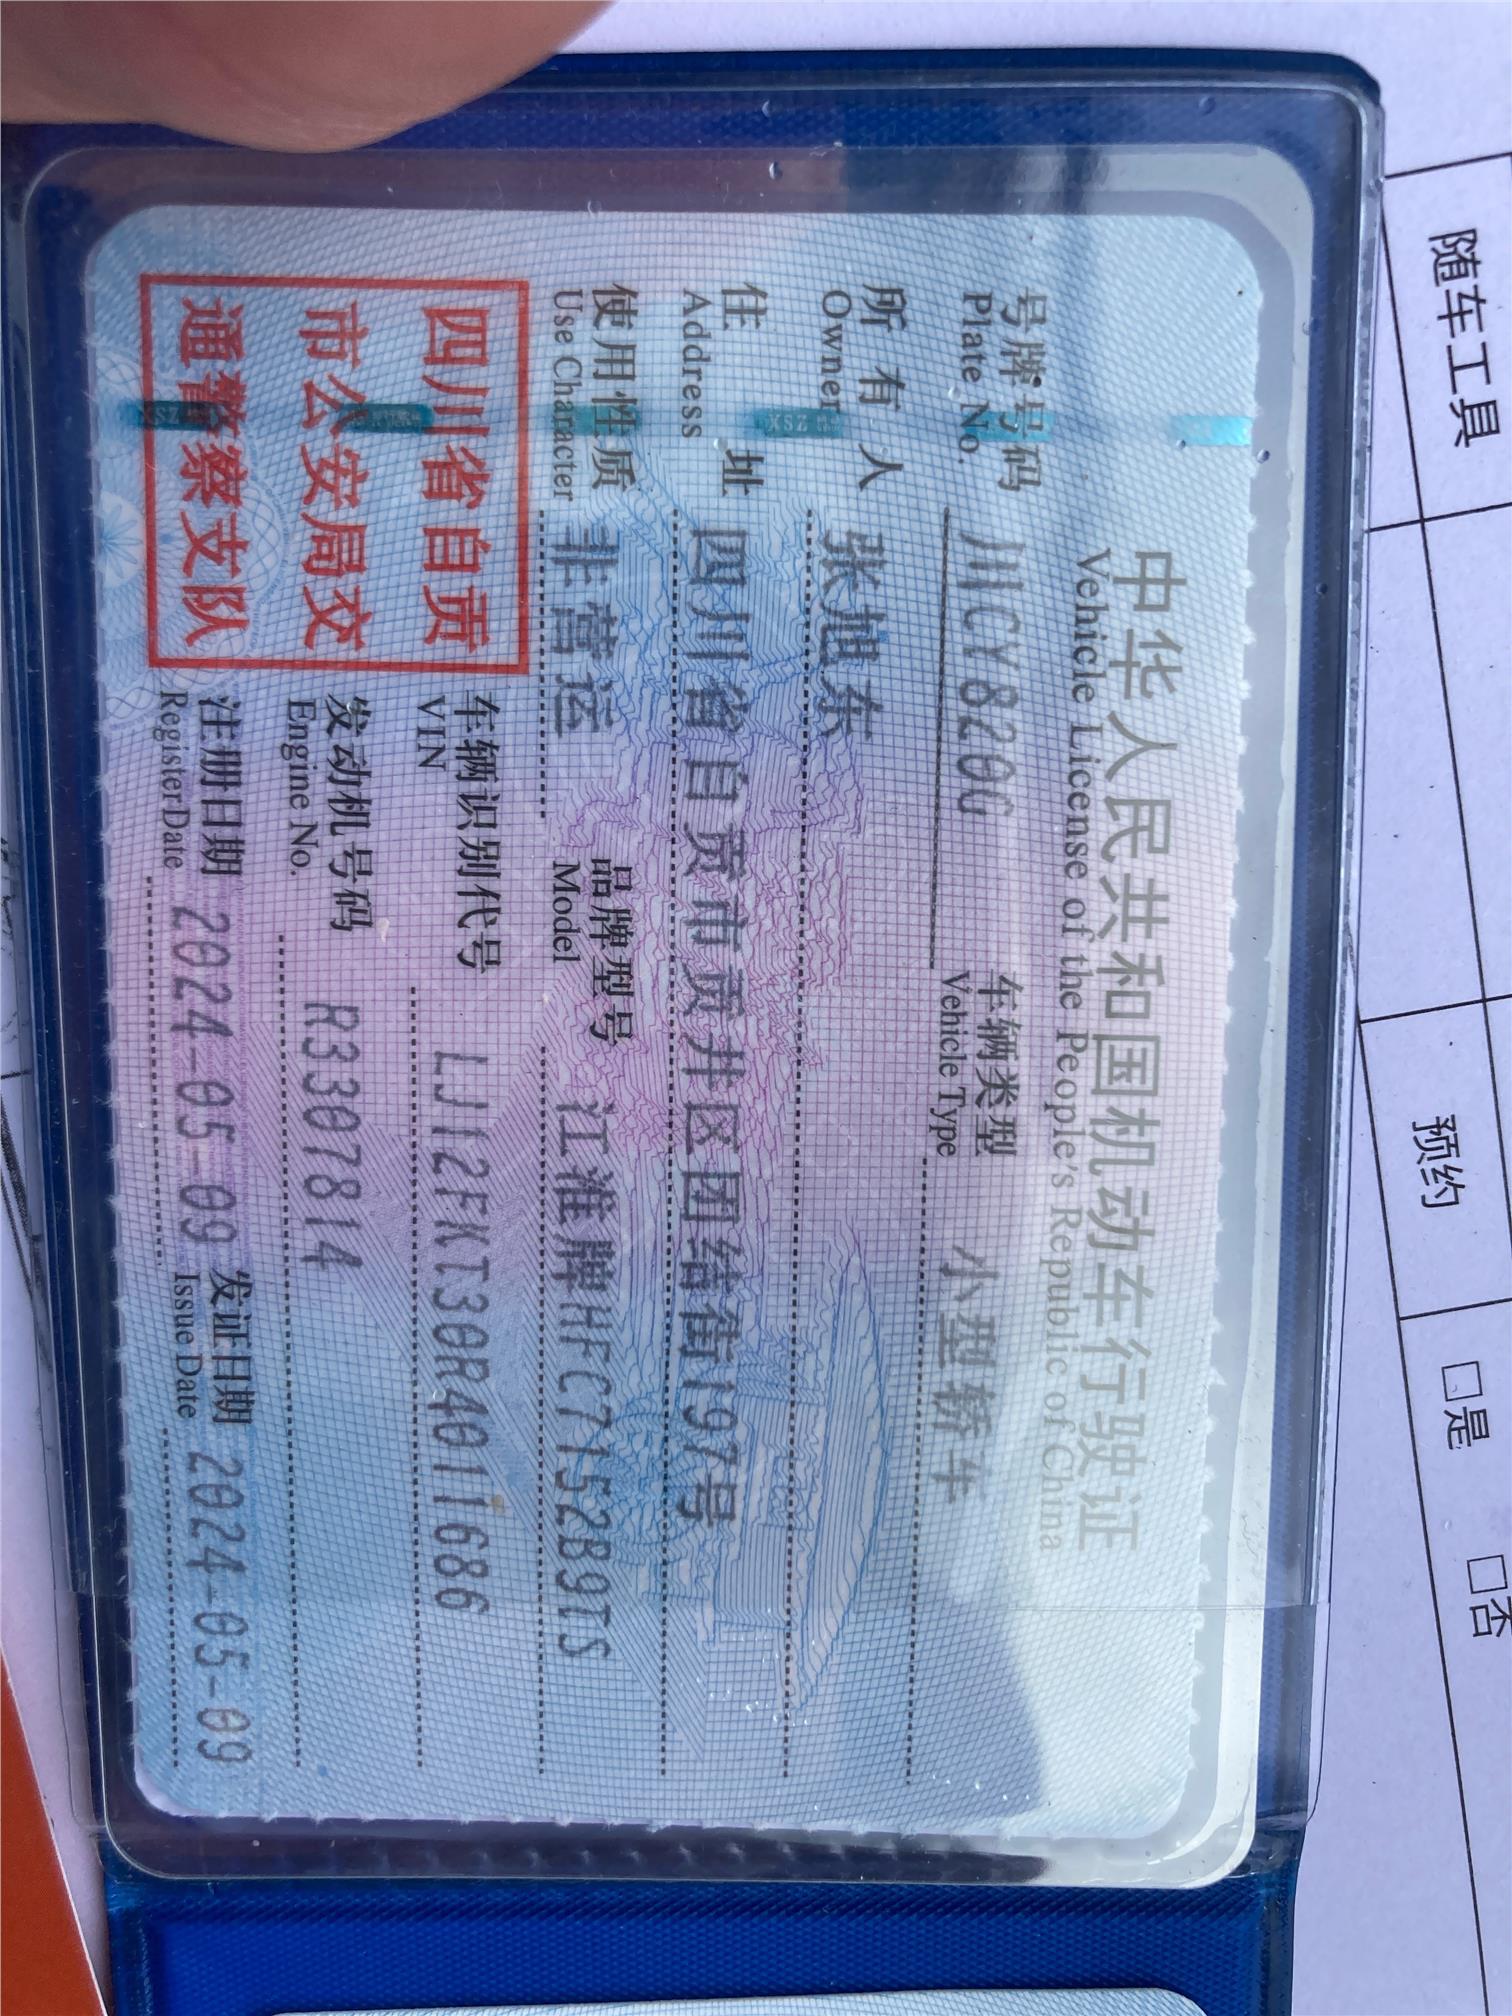 中华人民共和国机动车行驶证
Vehicle License of the People's Republic of China
号牌号码 川CY820G 车辆类型 小型轿车
Plate No. Vehicle Type
所有人 张旭东
Owner
住址 四川省自贡市贡井区团结街197号
Address
使用性质 非营运 品牌型号 江淮牌HFC7152B9TS
Use Character Model
四川省自贡
市公安局交
通警察支队
车辆识别代号 LJ12FKT30R4011686
VIN
发动机号码 R3307814
Engine No.
注册日期 2024-05-09 发证日期 2024-05-09
Register Date Issue Date
随车工具
预约 □是 □否